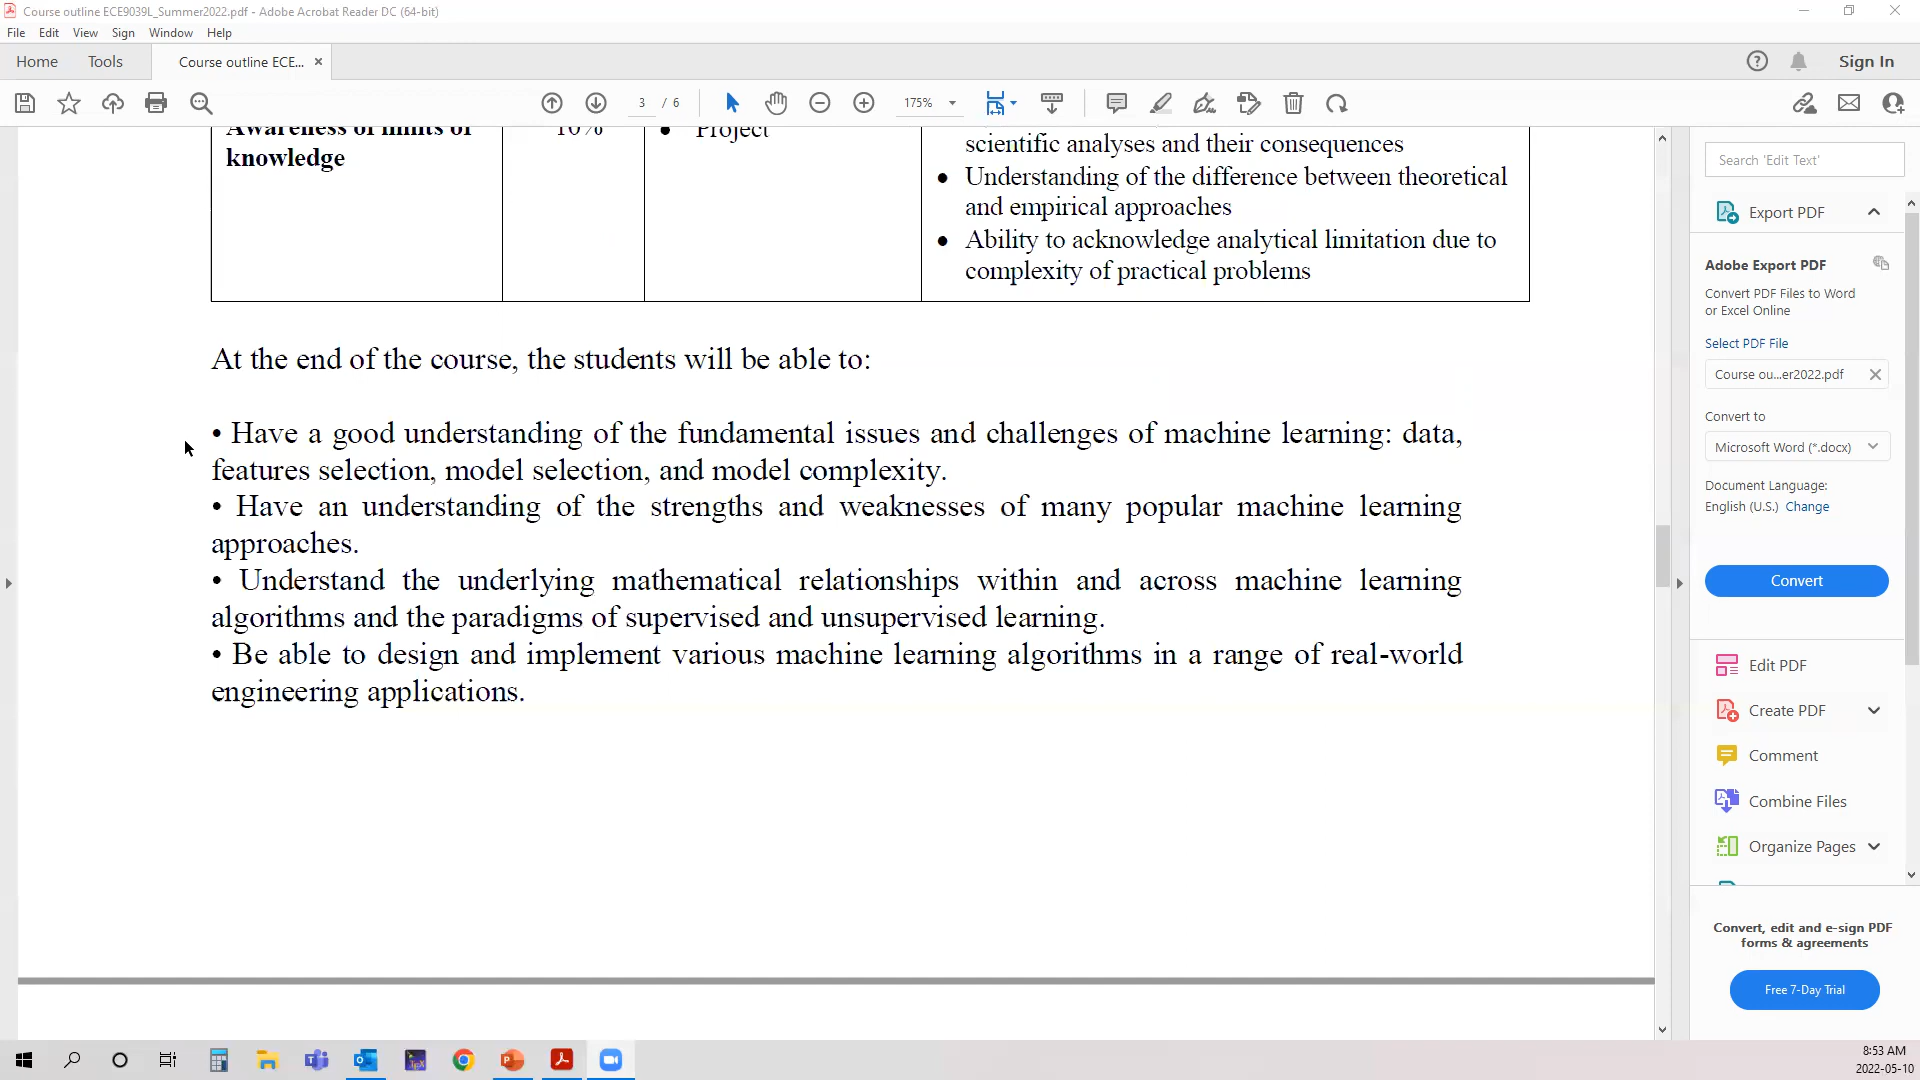 Course outline ECE9039L_Summer2022.pdf - Adobe Acrobat Reader DC (64-bit)
File Edit View Sign Window Help
Home Tools Course outline ECE... × Sign In
3 / 6 175%
Awareness of limits of
knowledge
10%
• Project
scientific analyses and their consequences
• Understanding of the difference between theoretical
and empirical approaches
• Ability to acknowledge analytical limitation due to
complexity of practical problems
At the end of the course, the students will be able to:
• Have a good understanding of the fundamental issues and challenges of machine learning: data,
features selection, model selection, and model complexity.
• Have an understanding of the strengths and weaknesses of many popular machine learning
approaches.
• Understand the underlying mathematical relationships within and across machine learning
algorithms and the paradigms of supervised and unsupervised learning.
• Be able to design and implement various machine learning algorithms in a range of real-world
engineering applications.
Search 'Edit Text'
Export PDF
Adobe Export PDF
Convert PDF Files to Word
or Excel Online
Select PDF File
Course ou...er2022.pdf
Convert to
Microsoft Word (*.docx)
Document Language:
English (U.S.) Change
Convert
Edit PDF
Create PDF
Comment
Combine Files
Organize Pages
Convert, edit and e-sign PDF
forms & agreements
Free 7-Day Trial
8:53 AM
2022-05-10